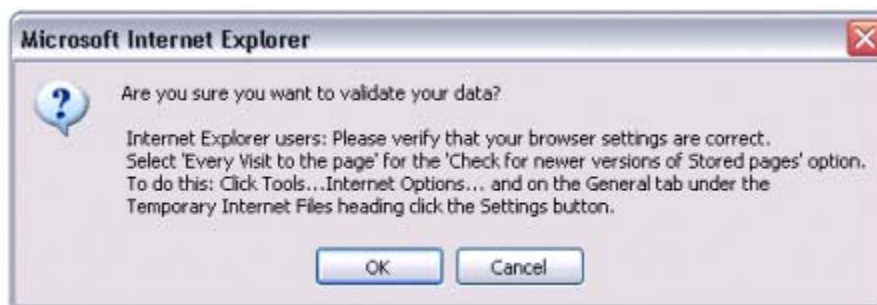 Microsoft Internet Explorer
Are you sure you want to validate your data?
Internet Explorer users: Please verify that your browser settings are correct.
Select 'Every Visit to the page' for the 'Check for newer versions of Stored pages' option.
To do this: Click Tools...Internet Options... and on the General tab under the
Temporary Internet Files heading click the Settings button.
OK
Cancel